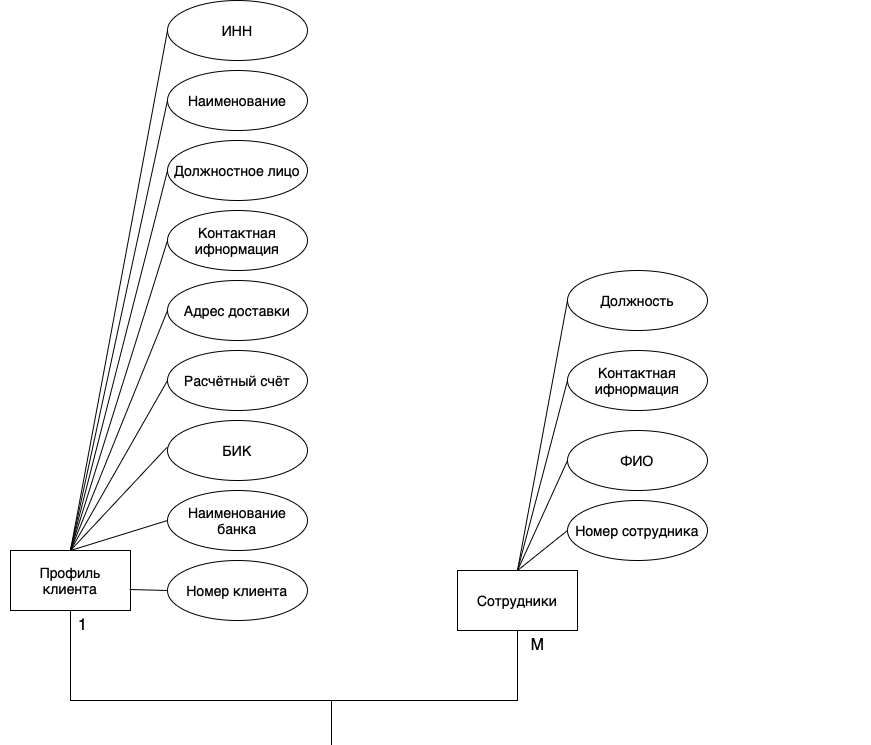 ИНН
Наименование
Должностное лицо
Контактная
ифнормация
Адрес доставки
Расчётный счёт
БИК
Наименование
банка
Номер клиента
Профиль
клиента
1
Должность
Контактная
ифнормация
ФИО
Номер сотрудника
Сотрудники
М